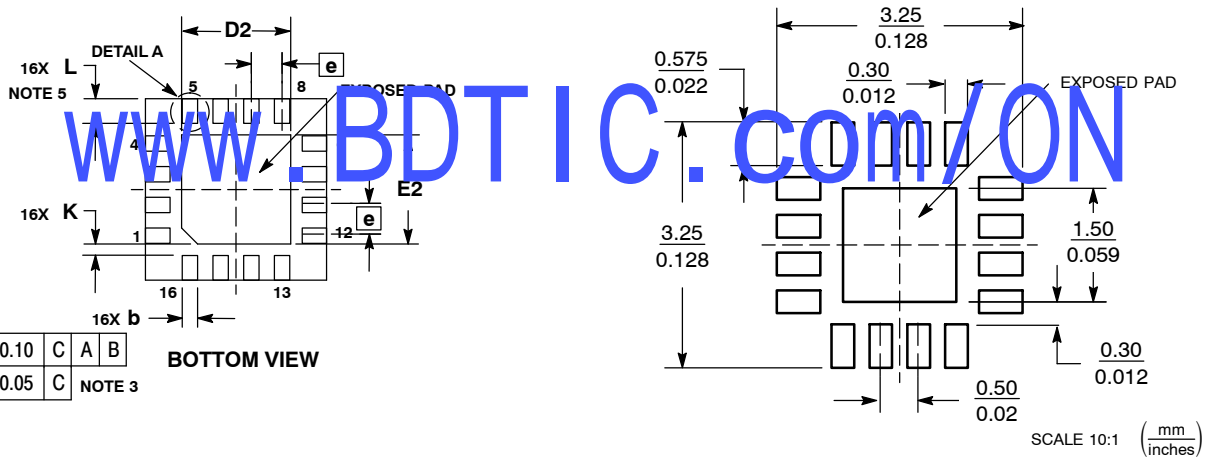 D2
DETAIL A
16X L
NOTE 5
5
8
e
EXPOSED PAD
4
E2
16X K
e
1
12
16
13
16X b
0.10 C A B
0.05 C NOTE 3
BOTTOM VIEW
3.25
0.128
0.575
0.022
0.30
0.012
EXPOSED PAD
www.BDTIC.com/ON
3.25
0.128
1.50
0.059
0.30
0.012
0.50
0.02
SCALE 10:1 (mm
inches)